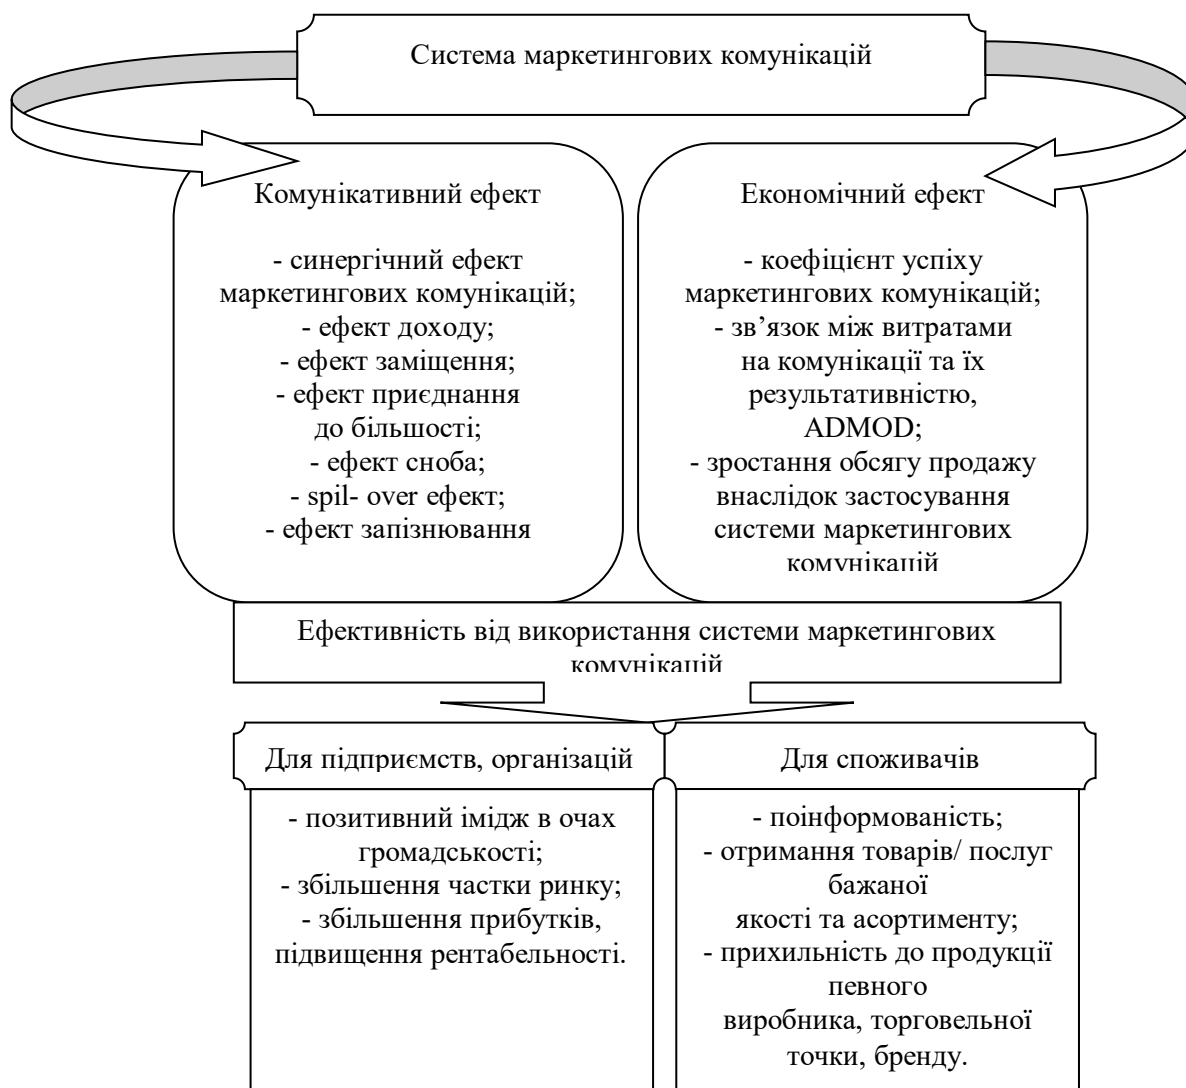 Система маркетингових комунікацій
Комунікативний ефект
- синергічний ефект
маркетингових комунікацій;
- ефект доходу;
- ефект заміщення;
- ефект приєднання
до більшості;
- ефект сноба;
- spil- over ефект;
- ефект запізнювання
Економічний ефект
- коефіцієнт успіху
маркетингових комунікацій;
- зв’язок між витратами
на комунікації та їх
результативністю,
ADMOD;
- зростання обсягу продажу
внаслідок застосування
системи маркетингових
комунікацій
Ефективність від використання системи маркетингових
комунікацій
Для підприємств, організацій
- позитивний імідж в очах
громадськості;
- збільшення частки ринку;
- збільшення прибутків,
підвищення рентабельності.
Для споживачів
- поінформованість;
- отримання товарів/ послуг
бажаної
якості та асортименту;
- прихильність до продукції
певного
виробника, торговельної
точки, бренду.